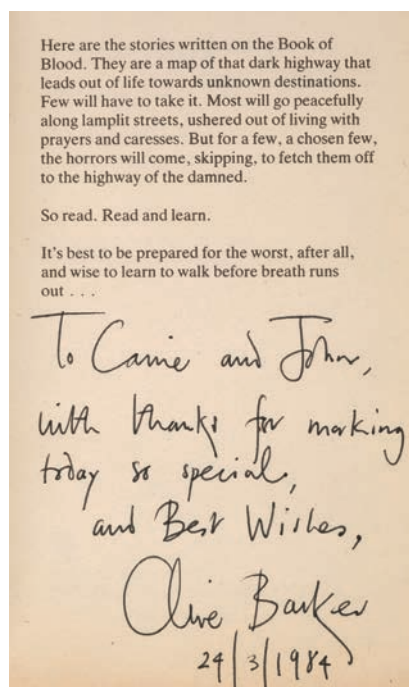 Here are the stories written on the Book of
Blood. They are a map of that dark highway that
leads out of life towards unknown destinations.
Few will have to take it. Most will go peacefully
along lamplit streets, ushered out of living with
prayers and caresses. But for a few, a chosen few,
the horrors will come, skipping, to fetch them off
to the highway of the damned.
So read. Read and learn.
It's best to be prepared for the worst, after all,
and wise to learn to walk before breath runs
out . . .
To Carrie and John,
with thanks for making
today so special,
and Best Wishes,
Clive Barker
24/3/1984